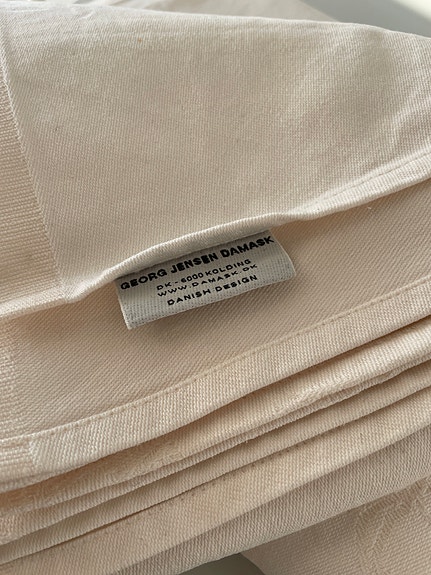 GEORG JENSEN DAMASK
DK - 6000 KOLDING
WWW.DAMASK.DK
DANISH DESIGN